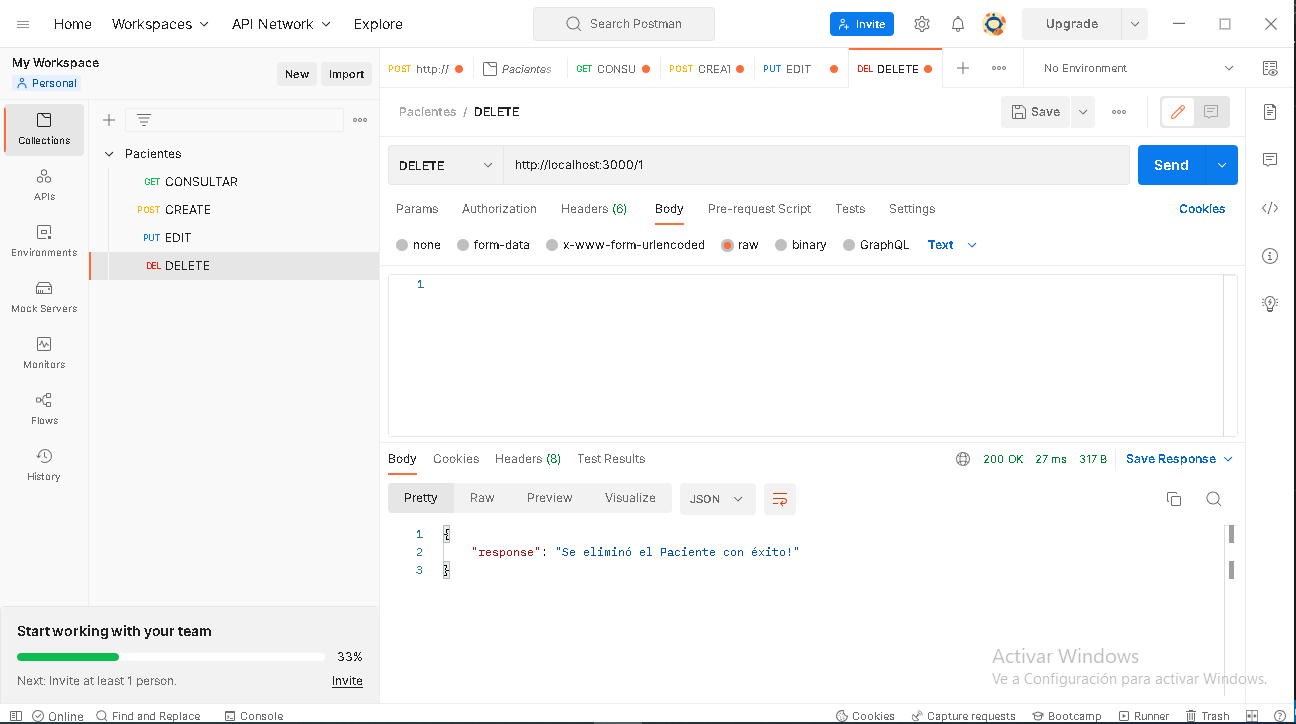 Home Workspaces API Network Explore Search Postman Invite Upgrade
My Workspace
Personal
New Import
POST http:// Pacientes GET CONSU POST CREA PUT EDIT DEL DELETE No Environment
Collections
APIs
Environments
Mock Servers
Monitors
Flows
History
Pacientes
GET CONSULTAR
POST CREATE
PUT EDIT
DEL DELETE
Pacientes / DELETE Save
DELETE http://localhost:3000/1 Send
Params Authorization Headers (6) Body Pre-request Script Tests Settings Cookies
none form-data x-www-form-urlencoded raw binary GraphQL Text
1
Body Cookies Headers (8) Test Results 200 OK 27 ms 317 B Save Response
Pretty Raw Preview Visualize JSON
1 {
2 "response": "Se eliminó el Paciente con éxito!"
3 }
Start working with your team
33%
Next: Invite at least 1 person. Invite
Activar Windows
Ve a Configuración para activar Windows.
Online Find and Replace Console Cookies Capture requests Bootcamp Runner Trash